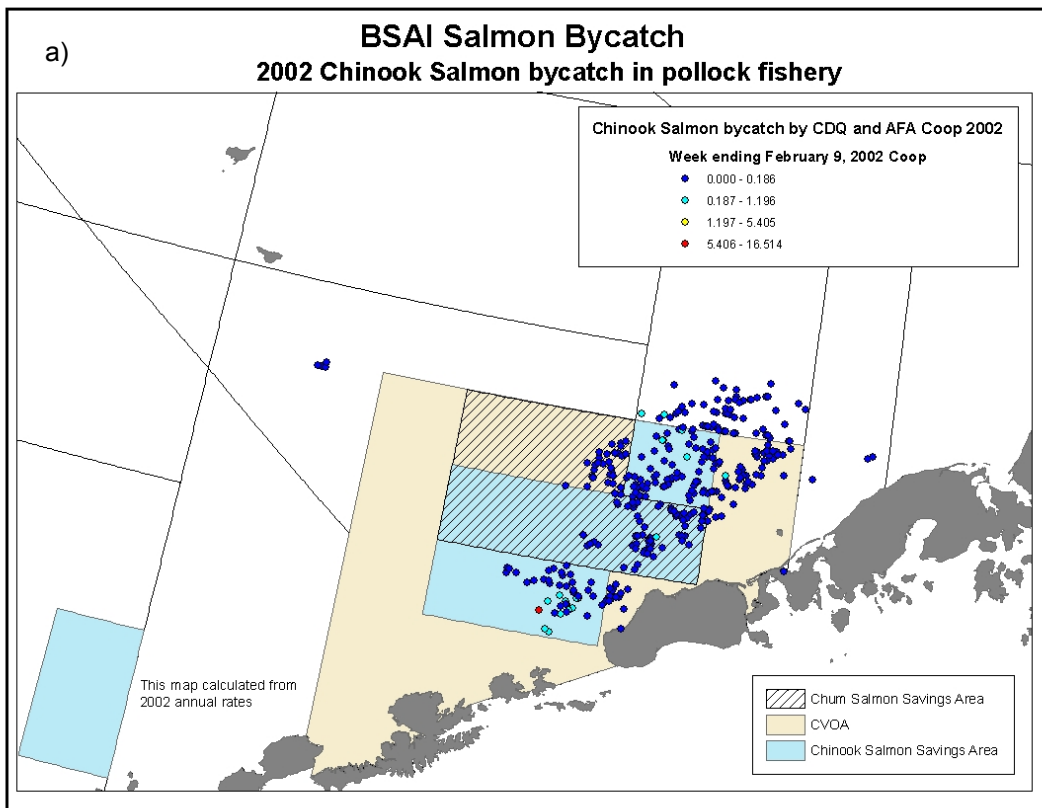 a)
BSAI Salmon Bycatch
2002 Chinook Salmon bycatch in pollock fishery
Chinook Salmon bycatch by CDQ and AFA Coop 2002
Week ending February 9, 2002 Coop
0.000 - 0.186
0.187 - 1.196
1.197 - 5.405
5.406 - 16.514
This map calculated from
2002 annual rates
Chum Salmon Savings Area
CVOA
Chinook Salmon Savings Area